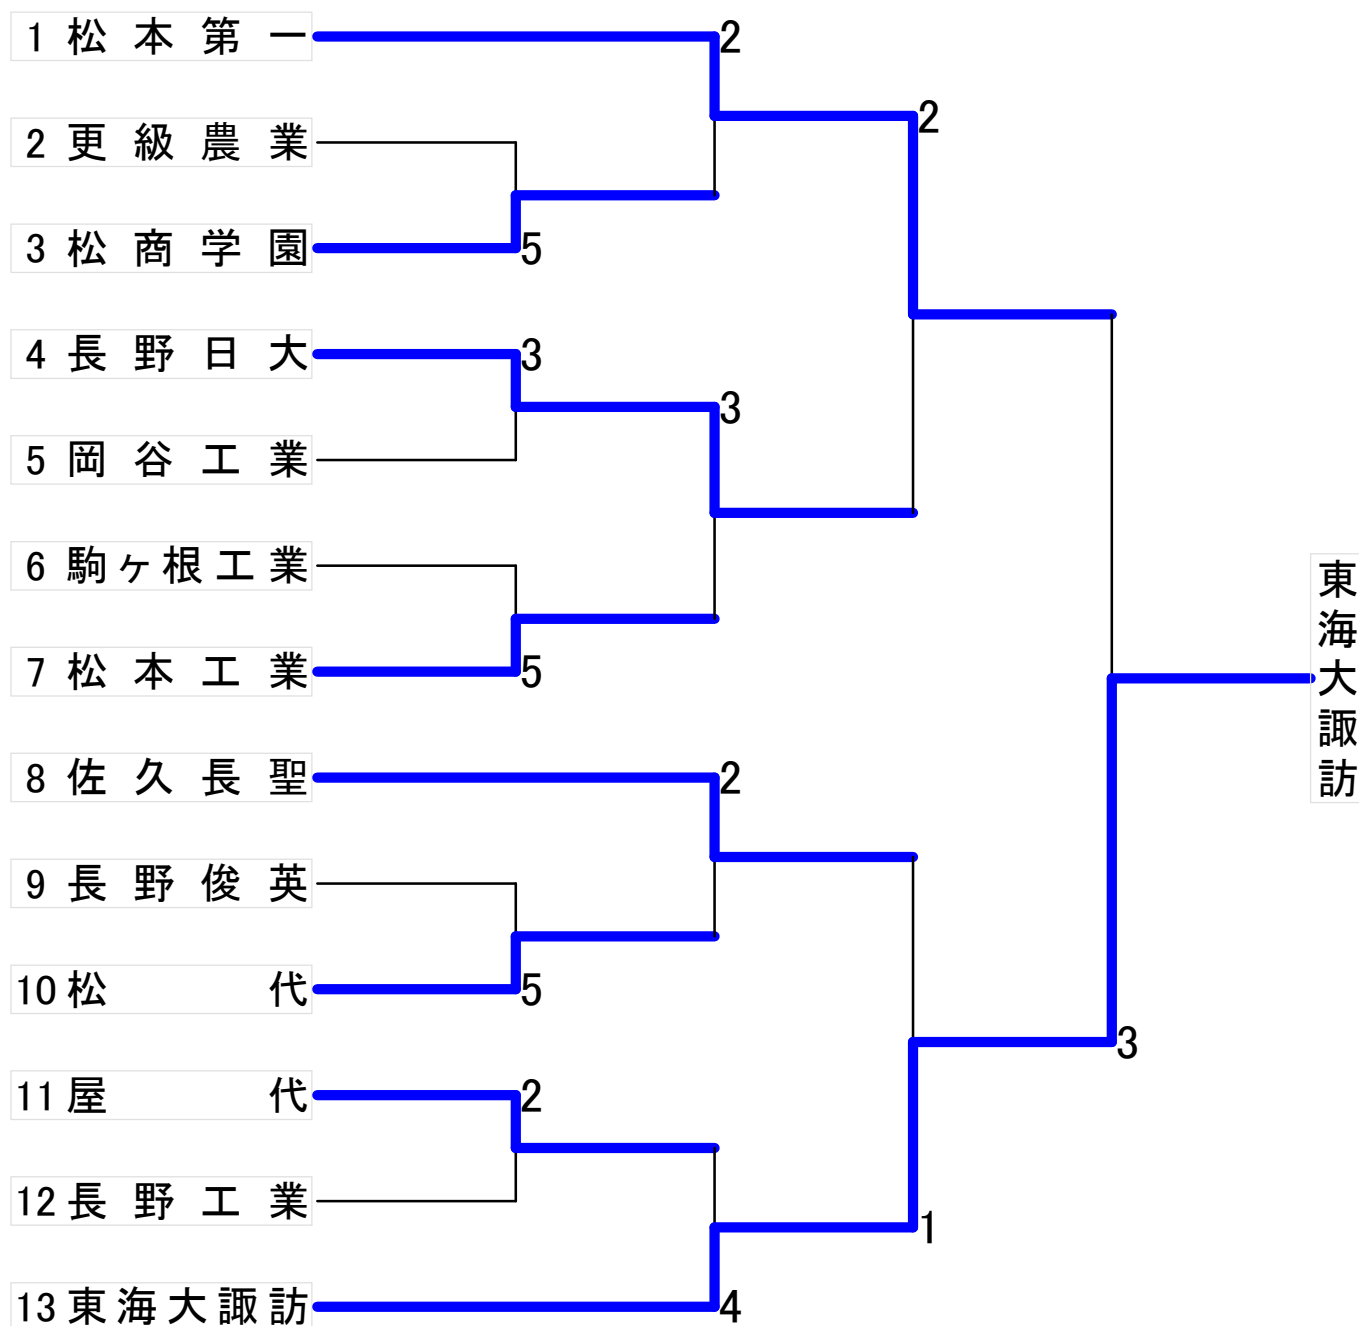 1 松本第一
2
2
2 更級農業
3 松商学園
5
4 長野日大
3
3
5 岡谷工業
6 駒ヶ根工業
7 松本工業
5
東海大諏訪
8 佐久長聖
2
9 長野俊英
10 松代
5
3
11 屋代
2
12 長野工業
1
13 東海大諏訪
4